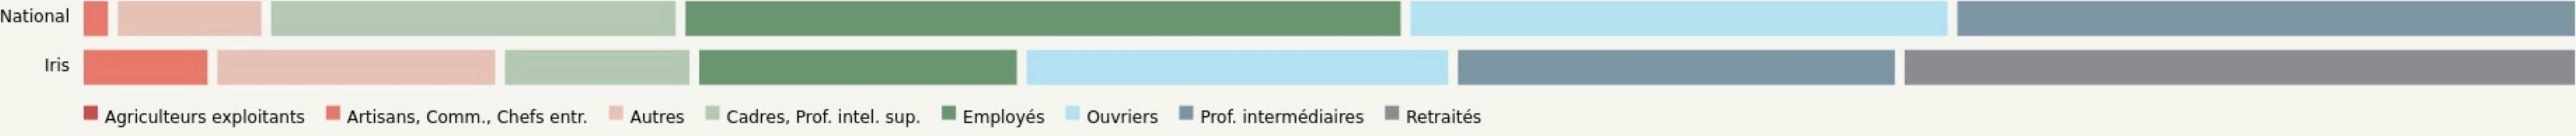 National
Iris
Agriculteurs exploitants Artisans, Comm., Chefs entr. Autres Cadres, Prof. intel. sup. Employés Ouvriers Prof. intermédiaires Retraités